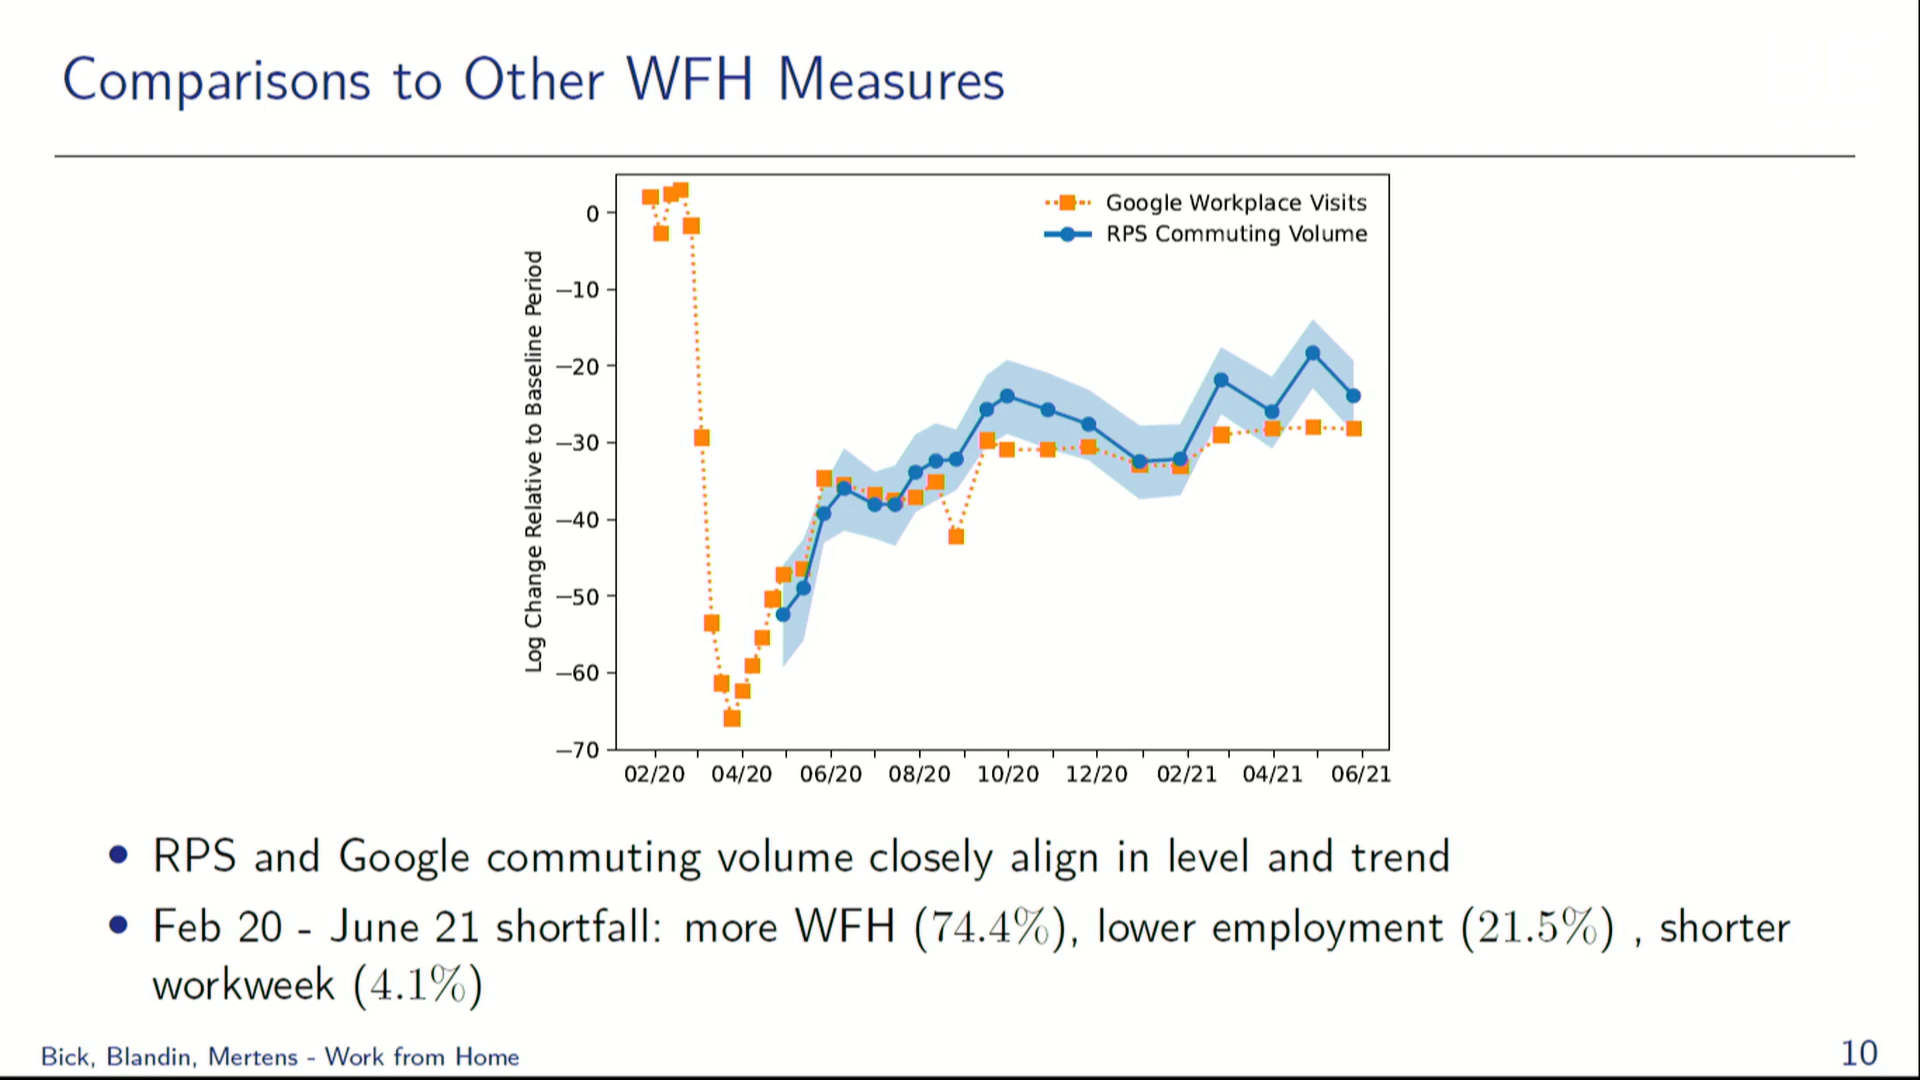 Comparisons to Other WFH Measures
Google Workplace Visits
RPS Commuting Volume
Log Change Relative to Baseline Period
0
−10
−20
−30
−40
−50
−60
−70
02/20 04/20 06/20 08/20 10/20 12/20 02/21 04/21 06/21
• RPS and Google commuting volume closely align in level and trend
• Feb 20 - June 21 shortfall: more WFH (74.4%), lower employment (21.5%) , shorter
workweek (4.1%)
Bick, Blandin, Mertens - Work from Home
10